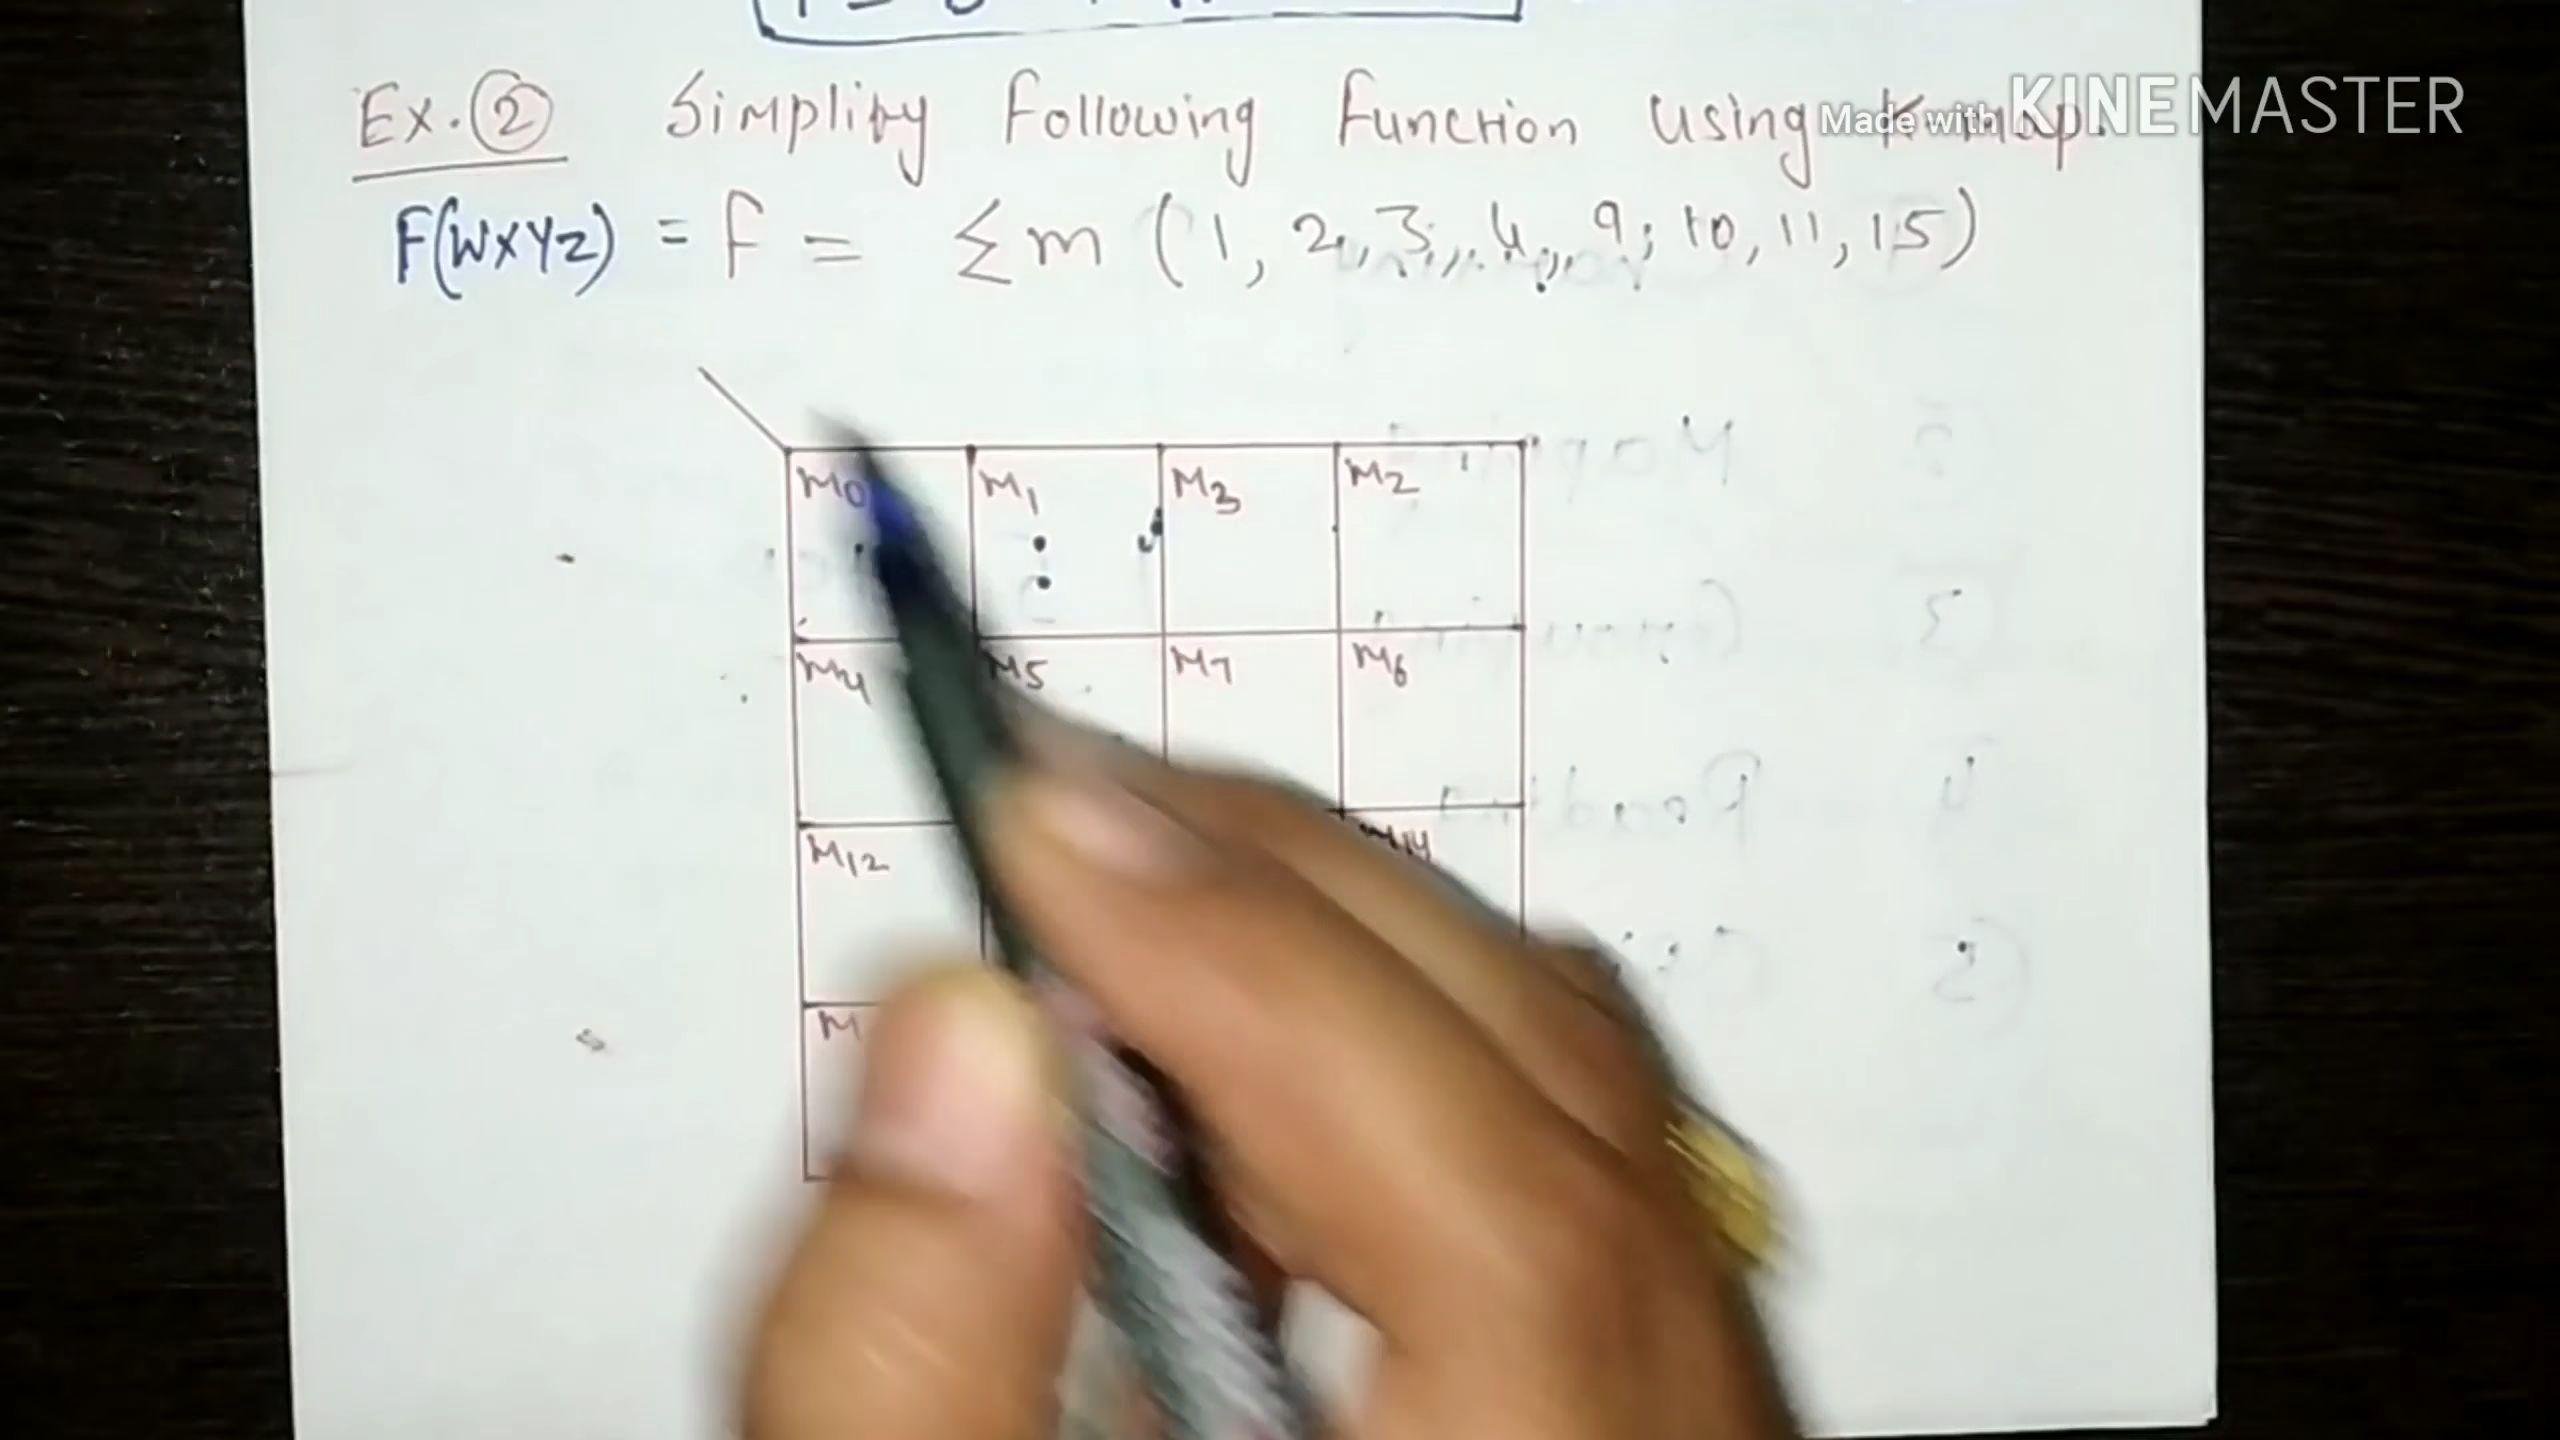 Ex. ② Simplify Following Function Using K-map.
Made with KINEMASTER
F(WXYZ) = F = Σm (1, 2, 3, 4, 9, 10, 11, 15)
M0 M1 M3 M2
M4 M5 M7 M6
M12 M14